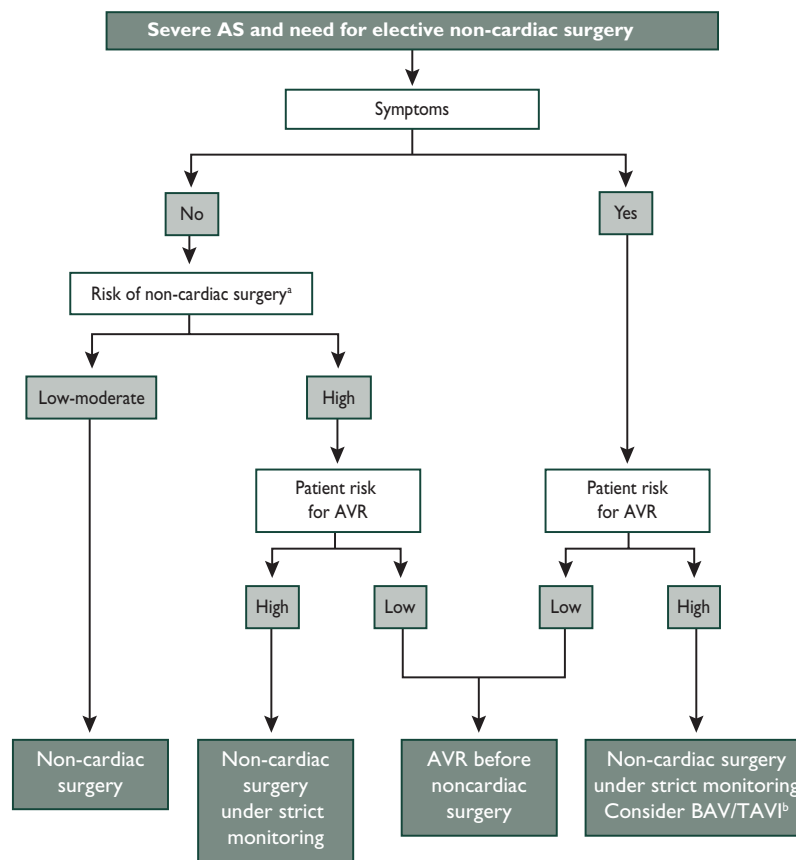 Severe AS and need for elective non-cardiac surgery
Symptoms
No
Yes
Risk of non-cardiac surgeryᵃ
Low-moderate
High
Patient risk
for AVR
Patient risk
for AVR
High
Low
Low
High
Non-cardiac
surgery
Non-cardiac
surgery
under strict
monitoring
AVR before
noncardiac
surgery
Non-cardiac surgery
under strict monitoring
Consider BAV/TAVIᵇ